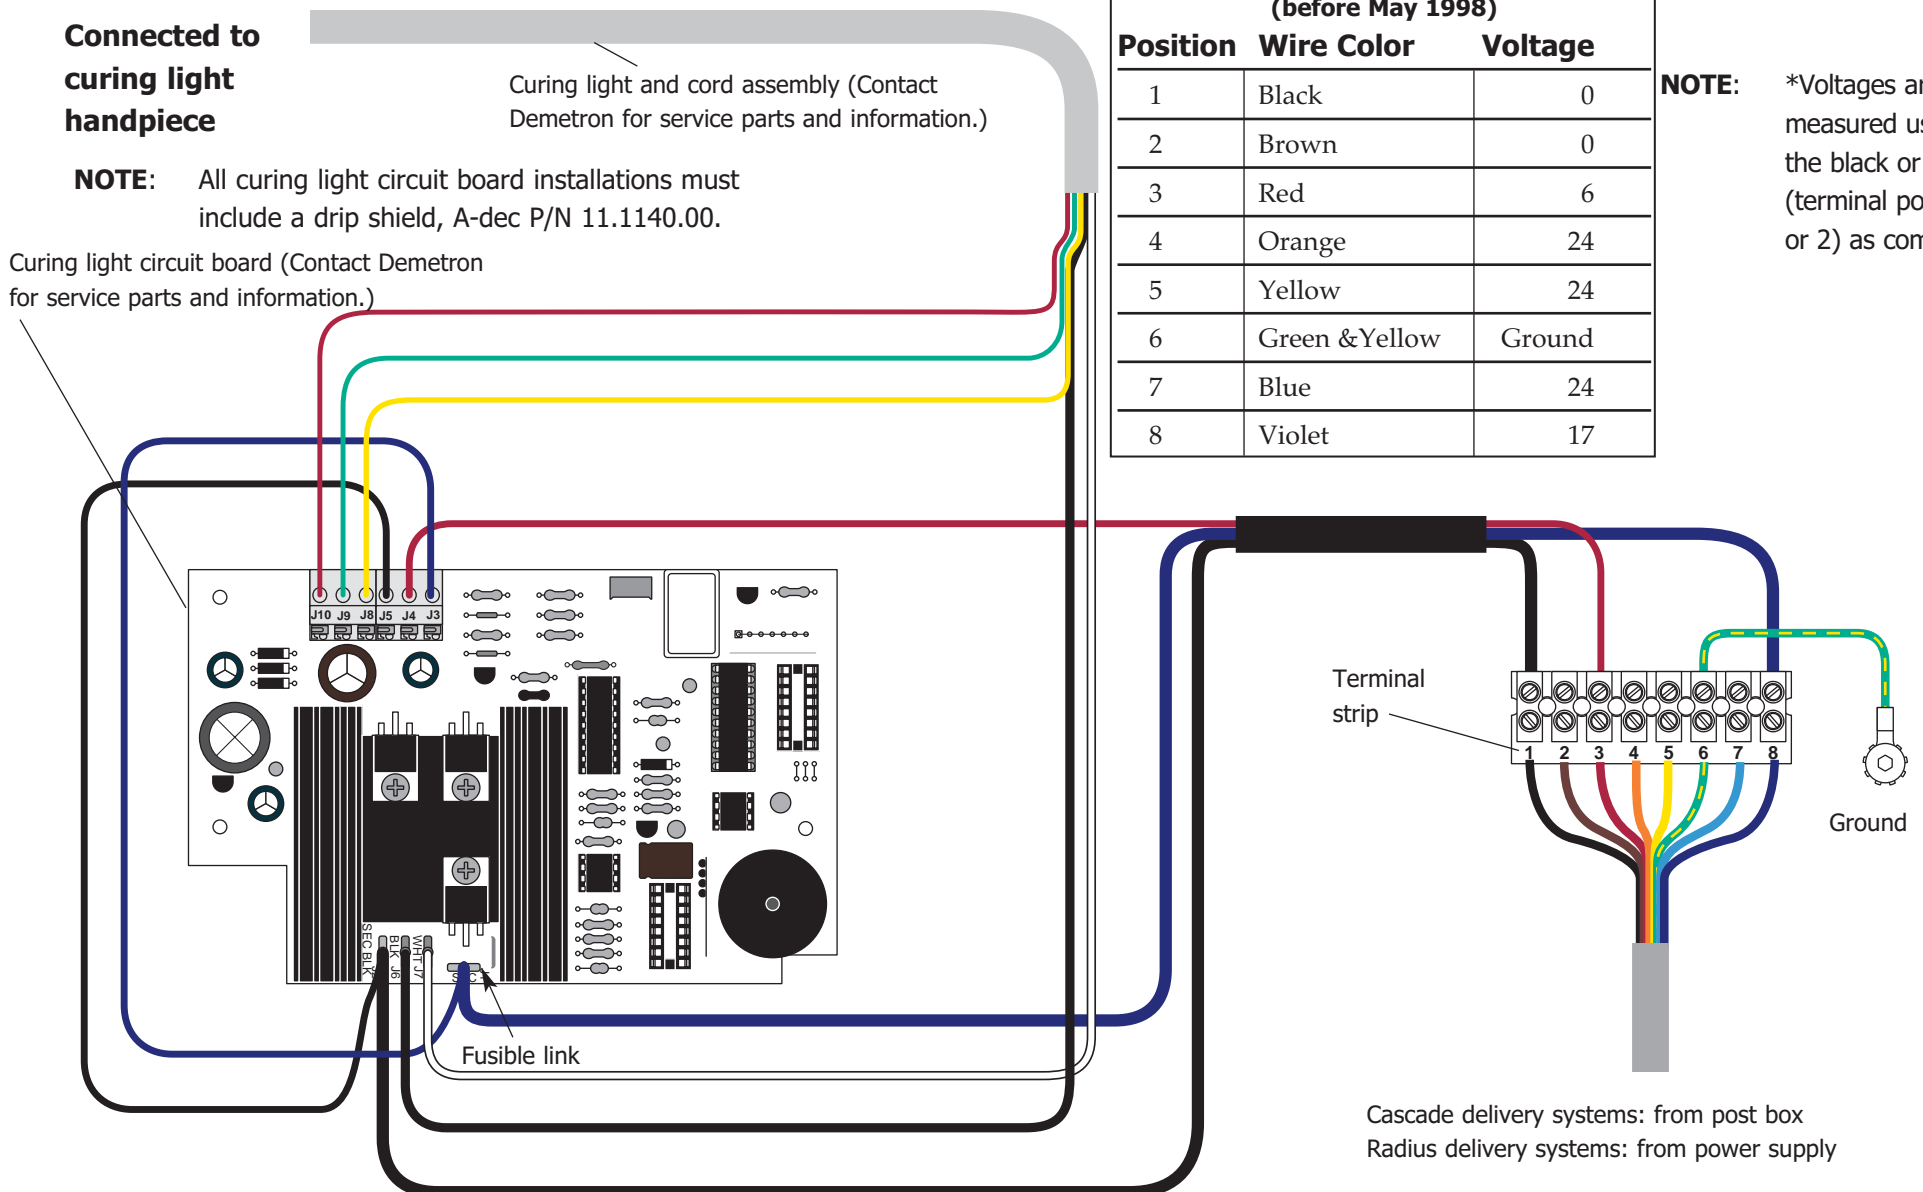 Connected to
curing light
handpiece
Curing light and cord assembly (Contact
Demetron for service parts and information.)
NOTE: All curing light circuit board installations must
include a drip shield, A-dec P/N 11.1140.00.
Curing light circuit board (Contact Demetron
for service parts and information.)
(before May 1998)
Position Wire Color Voltage
1 Black 0
2 Brown 0
3 Red 6
4 Orange 24
5 Yellow 24
6 Green &Yellow Ground
7 Blue 24
8 Violet 17
NOTE: *Voltages
measured
the black or
(terminal
or 2) as
J10 J9 J8 J5 J4 J3
SEC BLK
BLK J6
WHT J7
Fusible link
Terminal
strip
1 2 3 4 5 6 7 8
Ground
Cascade delivery systems: from post box
Radius delivery systems: from power supply